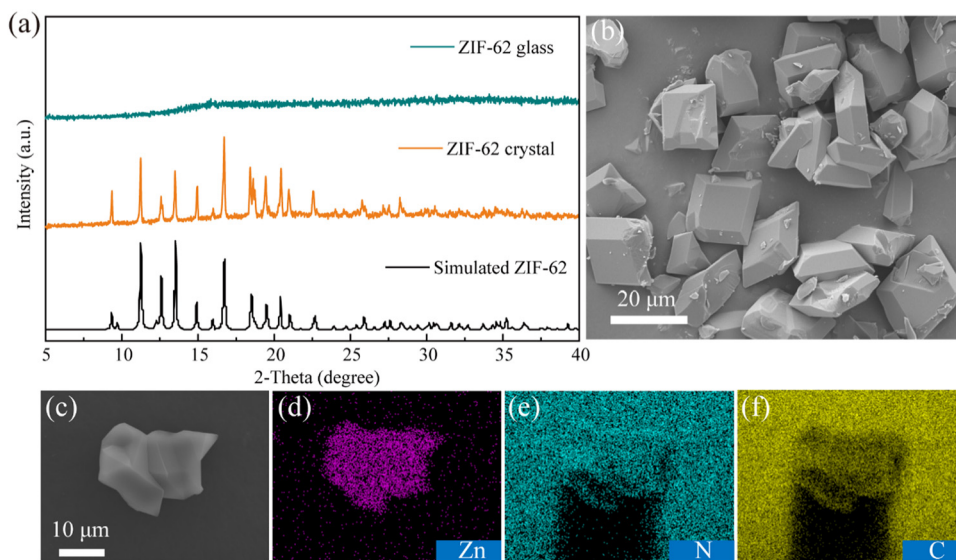 (a)
ZIF-62 glass
ZIF-62 crystal
Simulated ZIF-62
Intensity (a.u.)
5 10 15 20 25 30 35 40
2-Theta (degree)
(b)
20 μm
(c)
10 μm
(d)
Zn
(e)
N
(f)
C